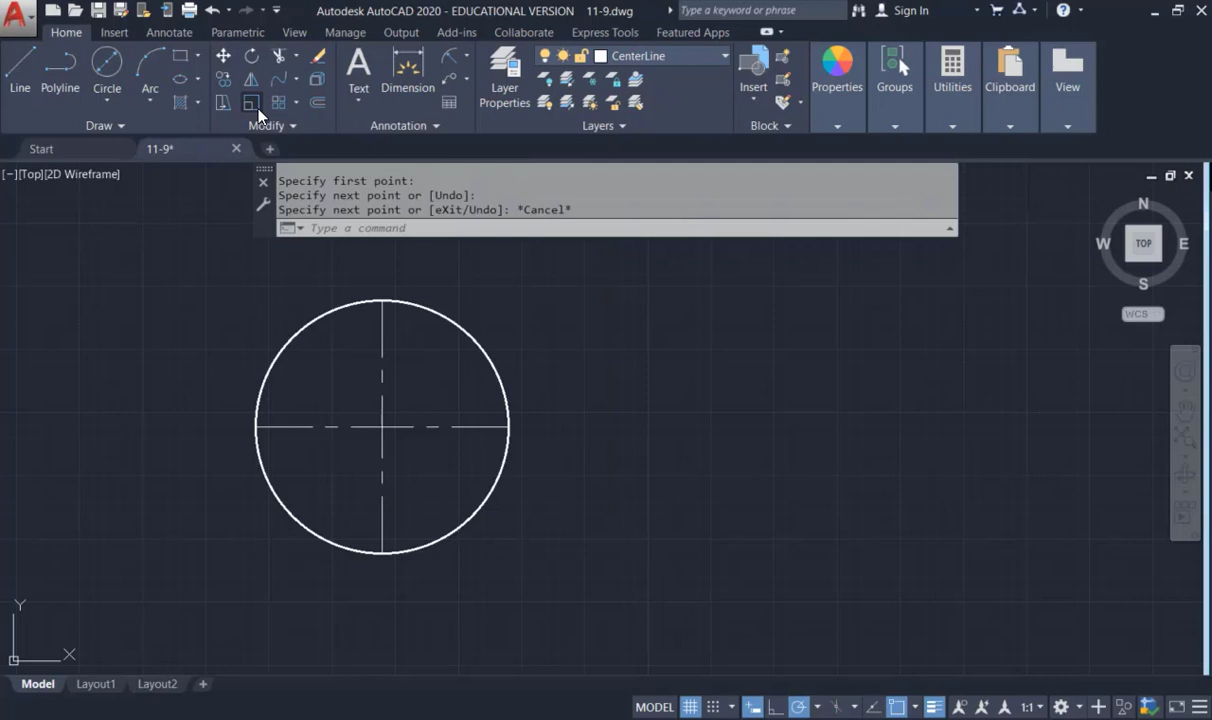 Autodesk AutoCAD 2020 - EDUCATIONAL VERSION 11-9.dwg
Type a keyword or phrase
Sign In
Home Insert Annotate Parametric View Manage Output Add-ins Collaborate Express Tools Featured Apps
CenterLine
Line Polyline Circle Arc
Text Dimension
Layer
Properties
Insert
Properties Groups Utilities Clipboard View
Draw Modify Annotation Layers Block
Start 11-9*
[−][Top][2D Wireframe]
Specify first point:
Specify next point or [Undo]:
Specify next point or [eXit/Undo]: *Cancel*
Type a command
N
W TOP E
S
WCS
Y
X
Model Layout1 Layout2
MODEL 1:1